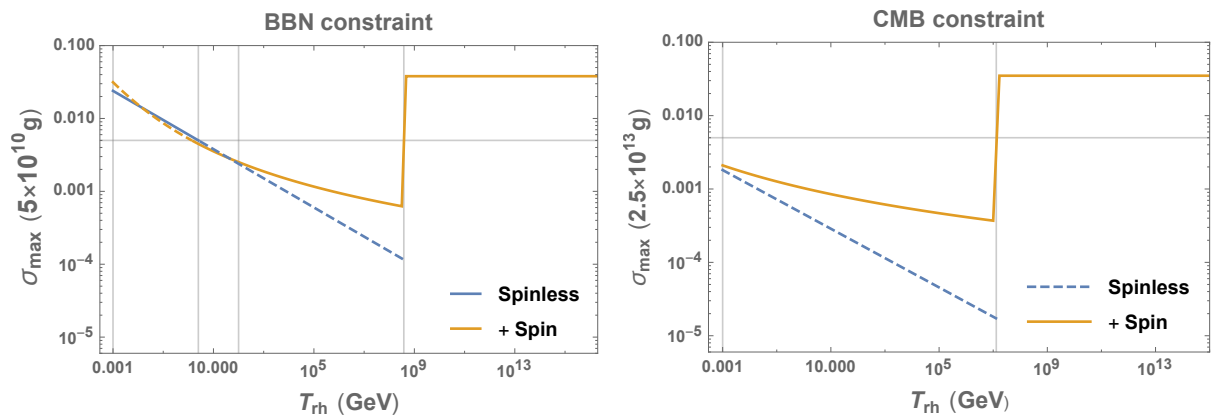 BBN constraint
σmax (5×10¹⁰g)
0.100
0.010
0.001
10⁻⁴
10⁻⁵
Spinless
+ Spin
0.001
10.000
10⁵
10⁹
10¹³
Trh (GeV)
CMB constraint
σmax (2.5×10¹³g)
0.100
0.010
0.001
10⁻⁴
10⁻⁵
Spinless
+ Spin
0.001
10.000
10⁵
10⁹
10¹³
Trh (GeV)